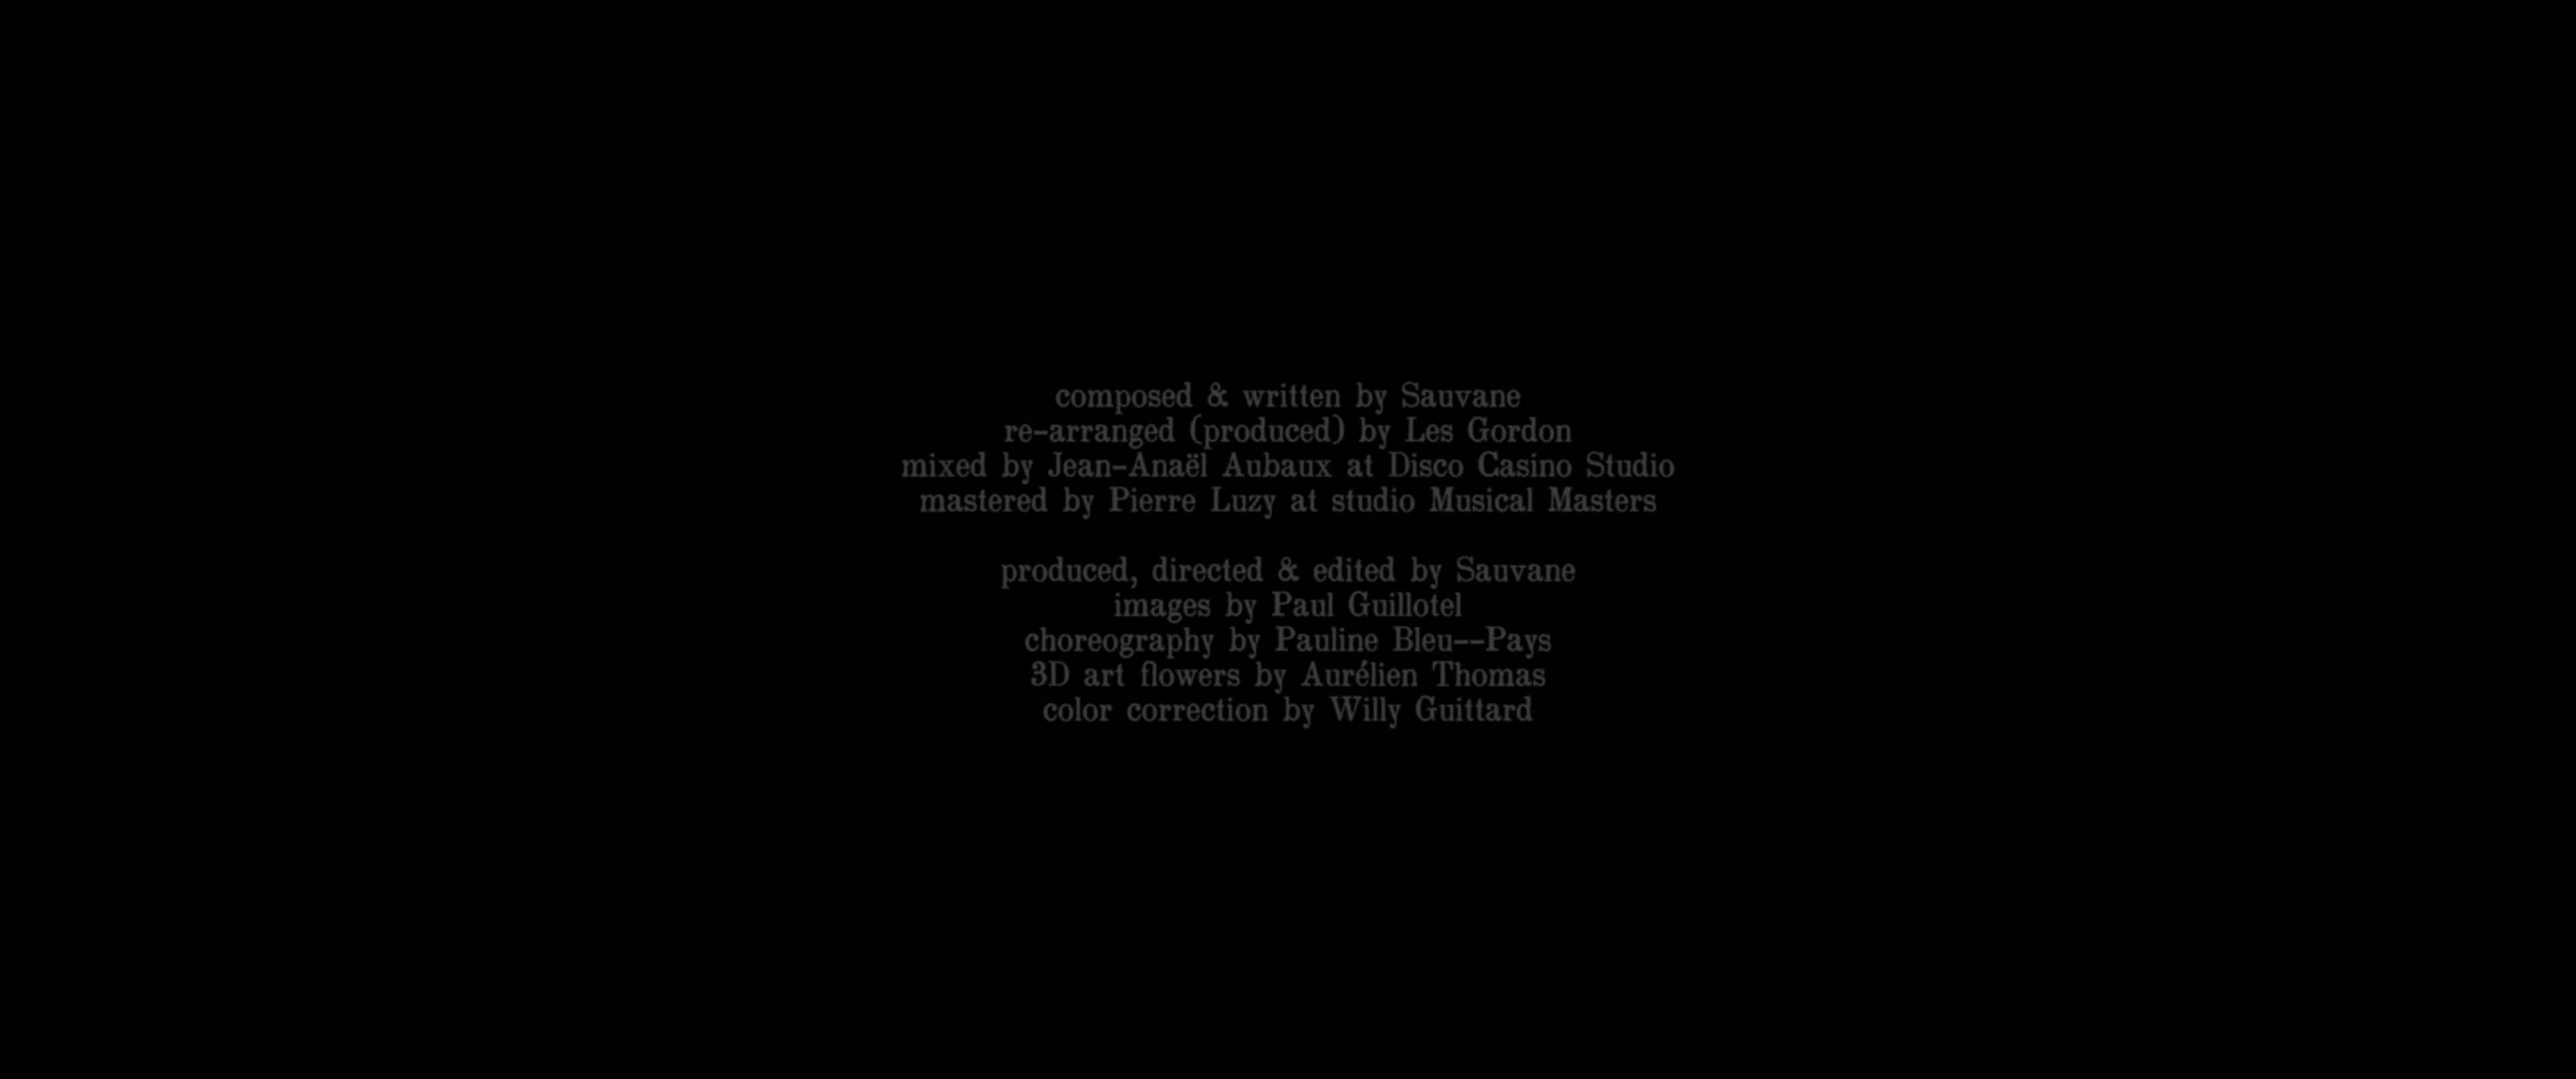 composed & written by Sauvane
re-arranged (produced) by Les Gordon
mixed by Jean-Anaël Aubaux at Disco Casino Studio
mastered by Pierre Luzy at studio Musical Masters
produced, directed & edited by Sauvane
images by Paul Guillotel
choreography by Pauline Bleu--Pays
3D art flowers by Aurélien Thomas
color correction by Willy Guittard